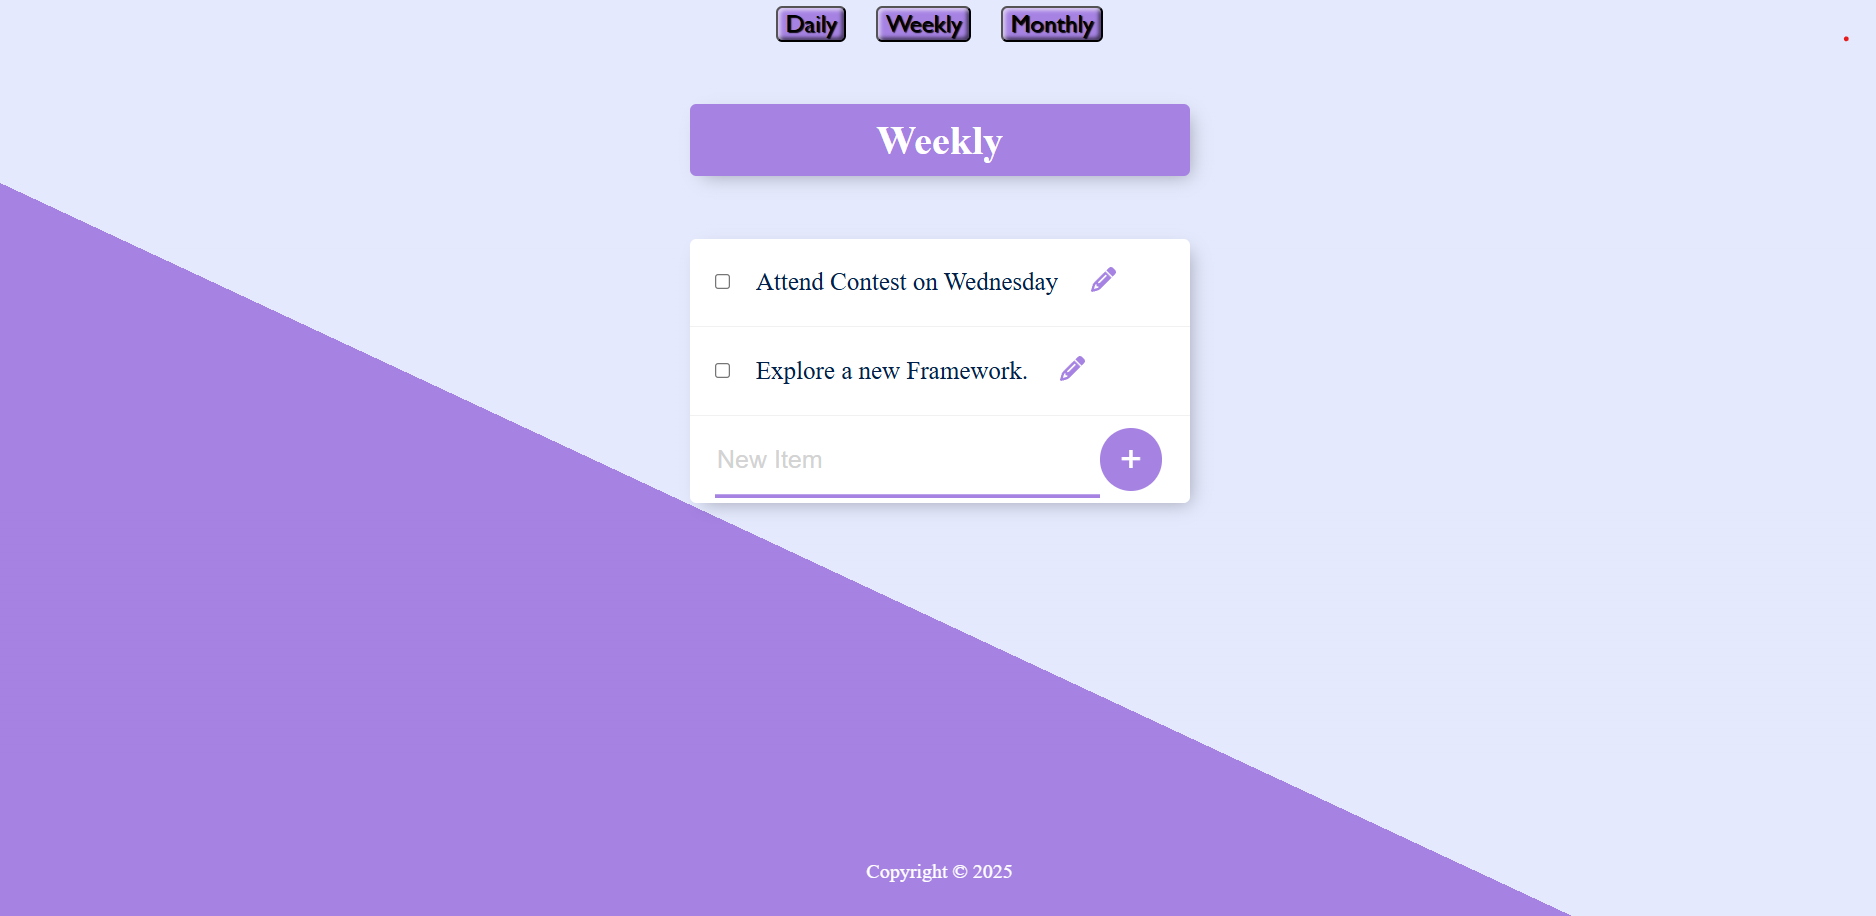 Daily Weekly Monthly
Weekly
Attend Contest on Wednesday
Explore a new Framework.
New Item
+
Copyright © 2025